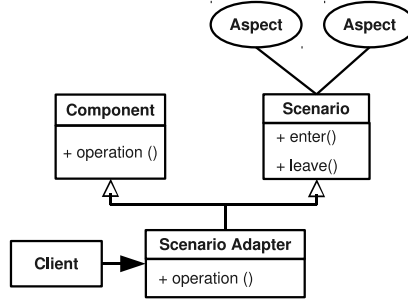 Aspect
Aspect
Component
+ operation ()
Scenario
+ enter()
+ leave()
Scenario Adapter
+ operation ()
Client